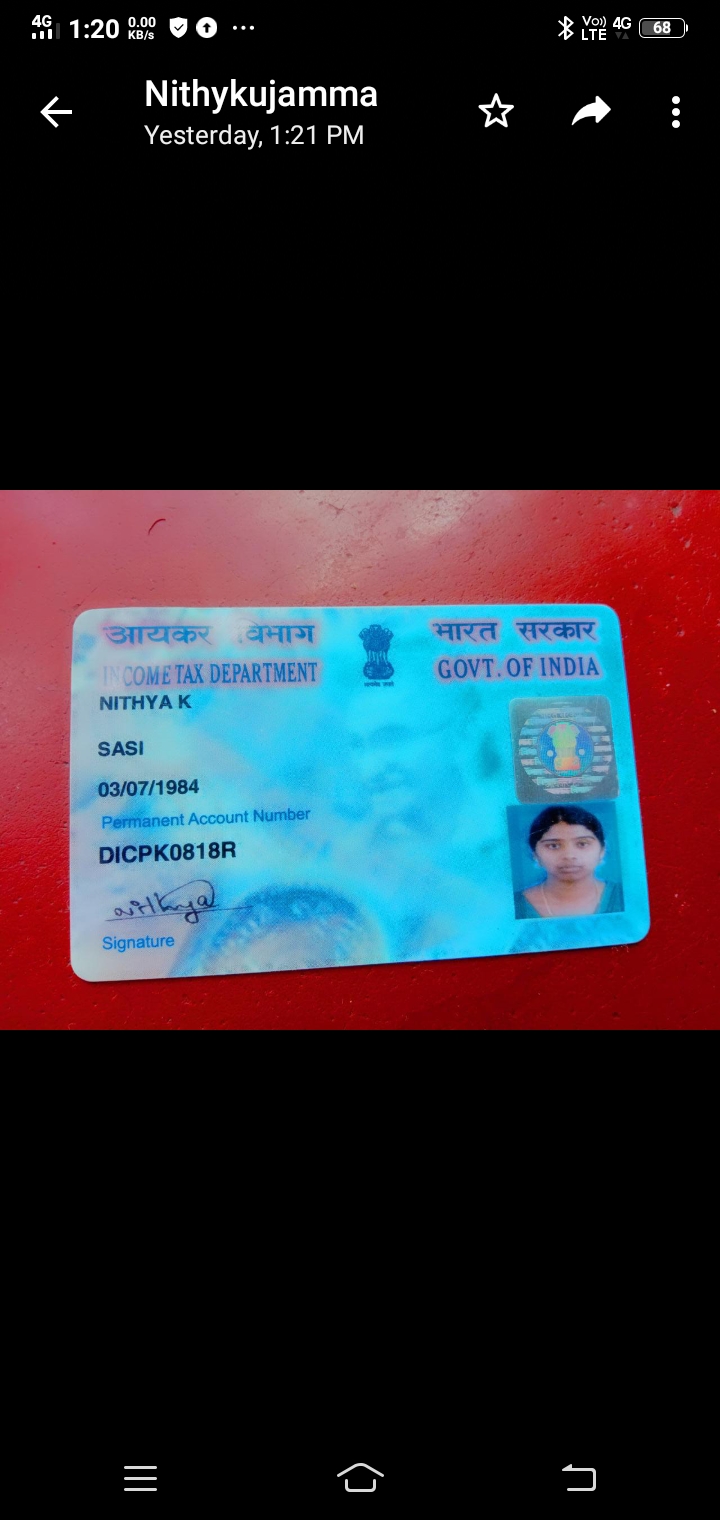 4G 1:20 0.00 KB/s ... Vo)) LTE 4G 68
Nithykujamma
Yesterday, 1:21 PM
आयकर विभाग भारत सरकार
INCOME TAX DEPARTMENT GOVT. OF INDIA
NITHYA K
SASI
03/07/1984
Permanent Account Number
DICPK0818R
nithya
Signature